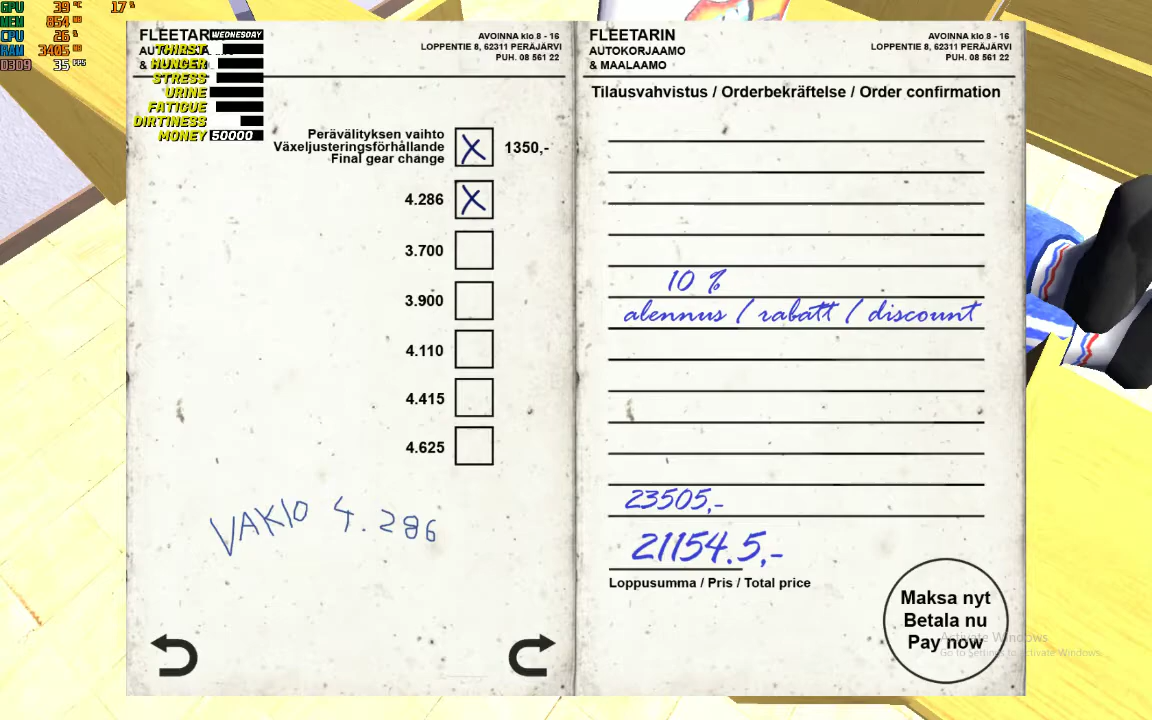 GPU 39 °C 17 %
MEM 854 MB
CPU 26 %
RAM 3405 MB
D3D9 35 FPS
WEDNESDAY
THIRST
HUNGER
STRESS
URINE
FATIGUE
DIRTINESS
MONEY 50000
FLEETARIN
AVOINNA klo 8 - 16
LOPPENTIE 8, 62311 PERÄJÄRVI
PUH. 08 561 22
Perävälityksen vaihto
Växeljusteringsförhållande
Final gear change
1350,-
4.286
3.700
3.900
4.110
4.415
4.625
VAKIO 4.286
FLEETARIN
AUTOKORJAAMO
& MAALAAMO
AVOINNA klo 8 - 16
LOPPENTIE 8, 62311 PERÄJÄRVI
PUH. 08 561 22
Tilausvahvistus / Orderbekräftelse / Order confirmation
10 %
alennus / rabatt / discount
23505,-
21154.5,-
Loppusumma / Pris / Total price
Maksa nyt
Betala nu
Pay now
Activate Windows
Go to Settings to activate Windows.